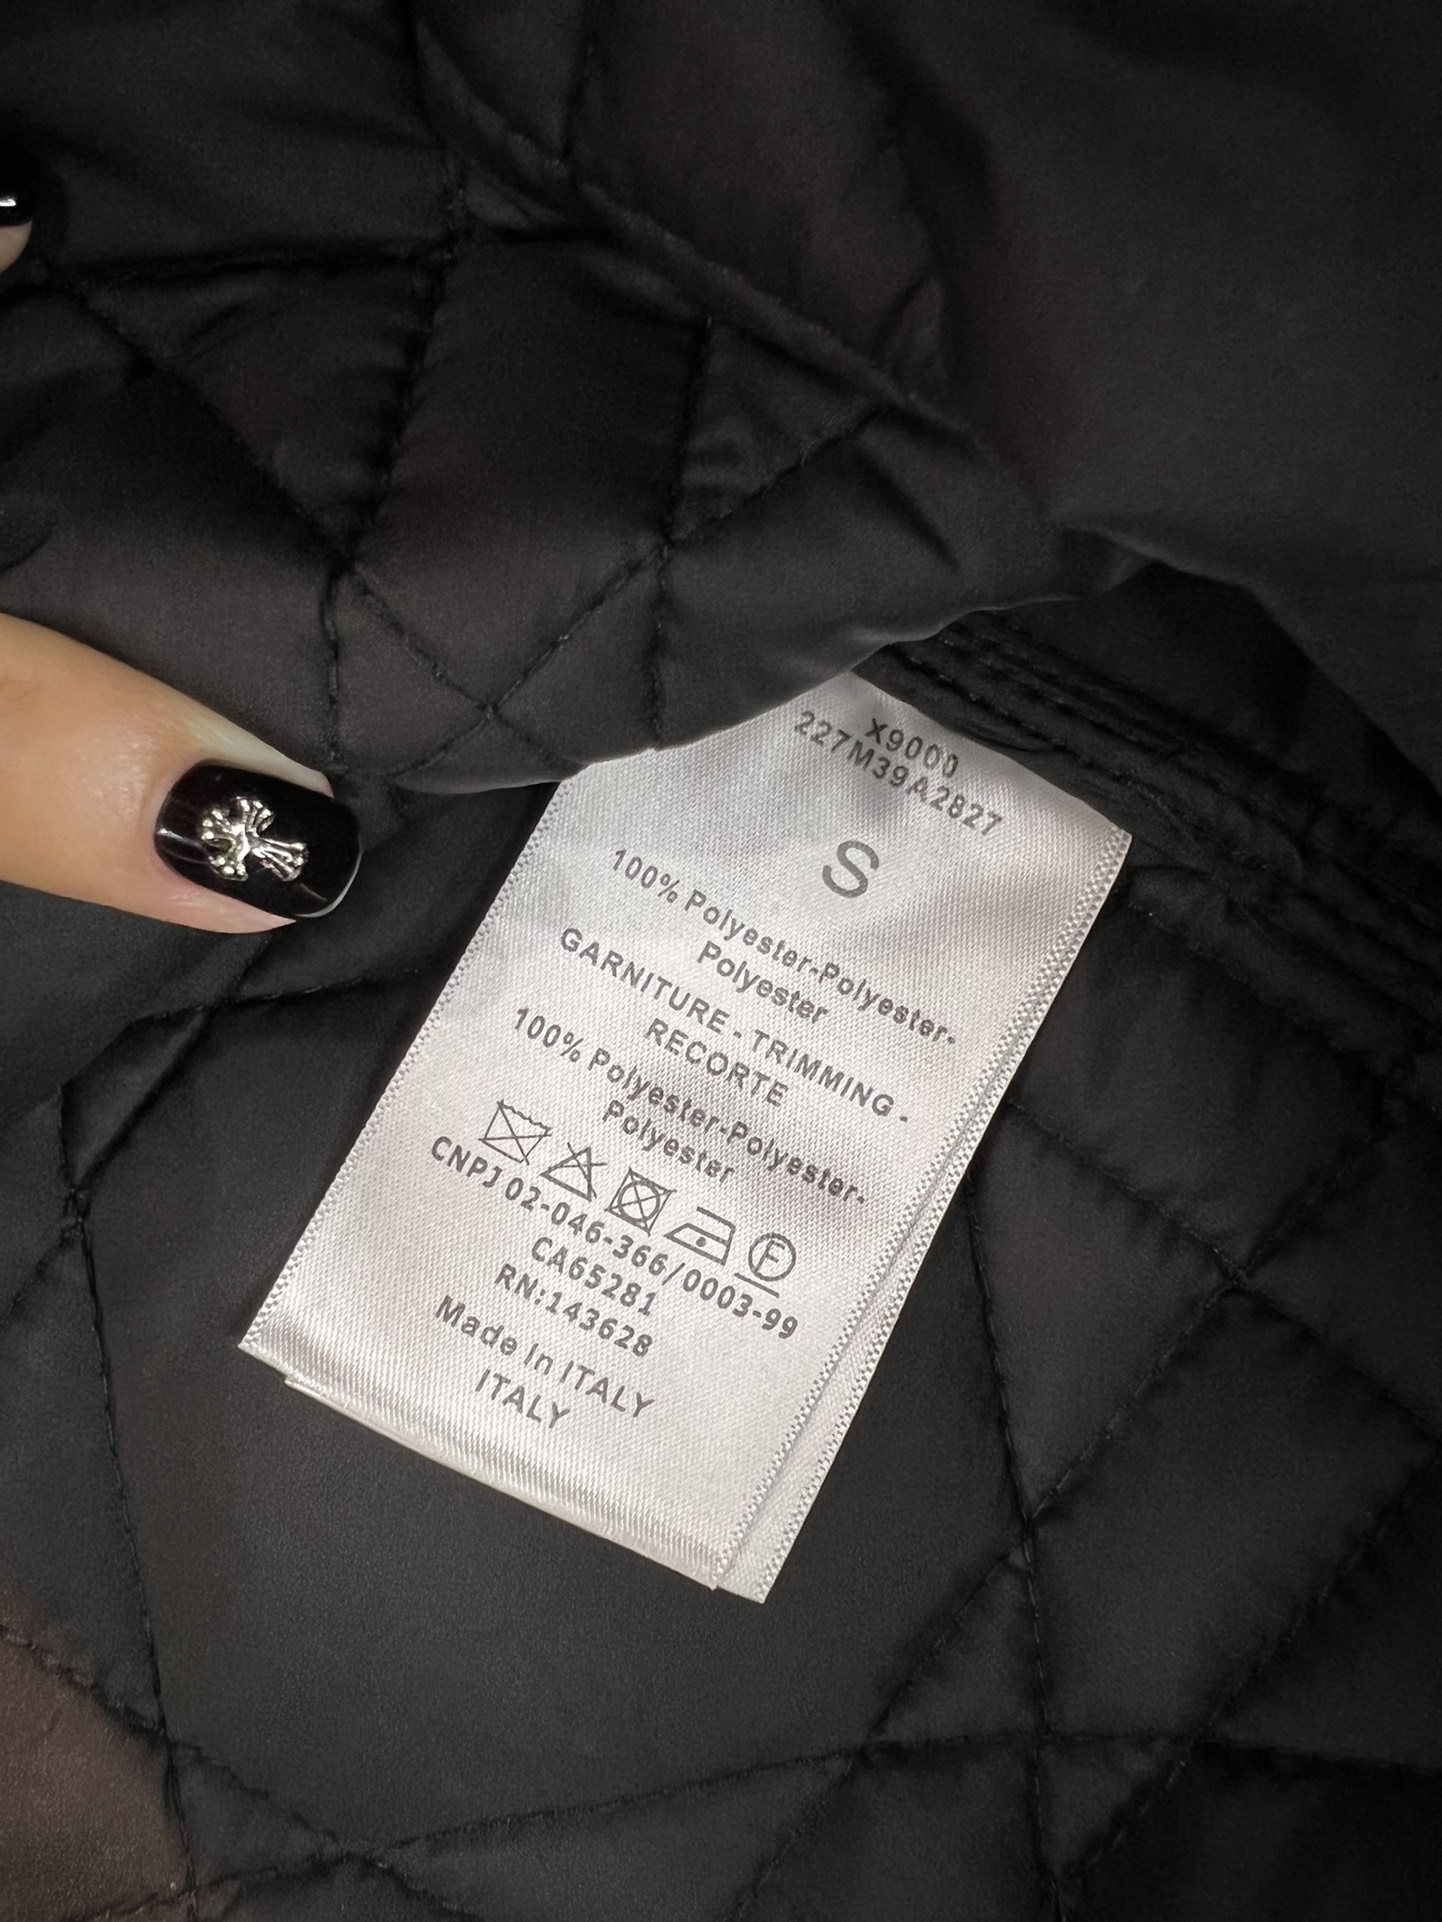 X9000
227M39A2827
S
100% Polyester-Polyester-
Polyester
GARNITURE - TRIMMING -
RECORTE
100% Polyester-Polyester-
Polyester
F
CNPJ 02-046-366/0003-99
CA65281
RN:143628
Made In ITALY
ITALY